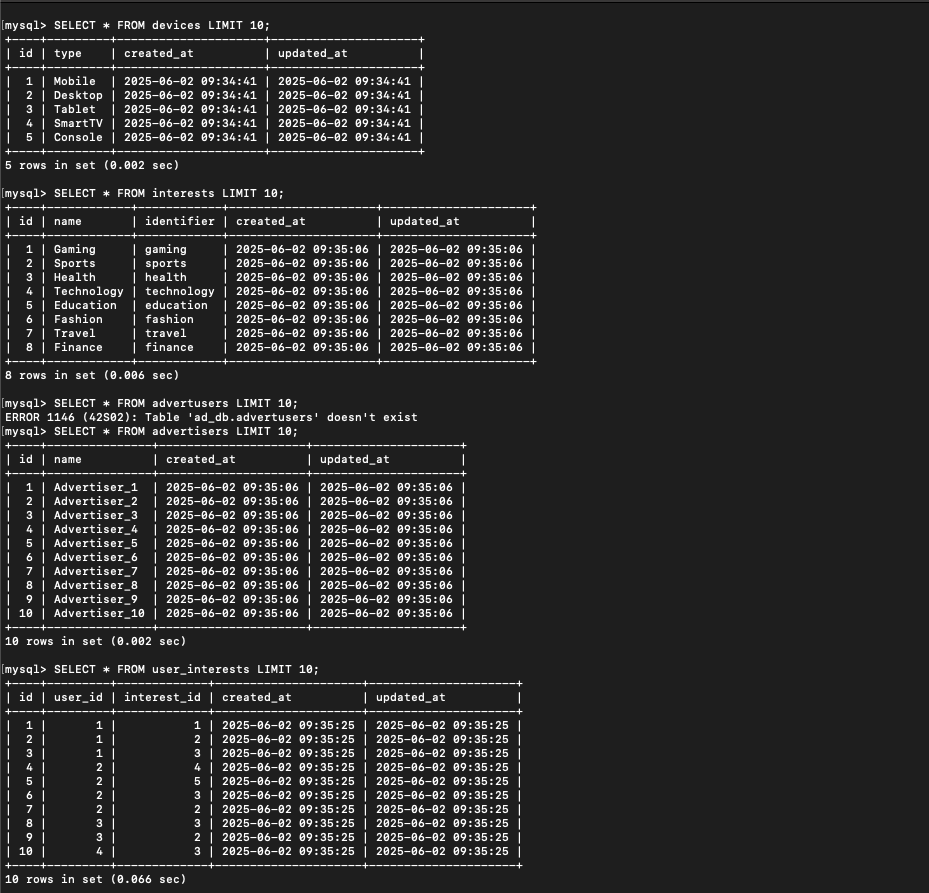 [mysql> SELECT * FROM devices LIMIT 10;
+----+---------+---------------------+---------------------+
| id | type    | created_at          | updated_at          |
+----+---------+---------------------+---------------------+
|  1 | Mobile  | 2025-06-02 09:34:41 | 2025-06-02 09:34:41 |
|  2 | Desktop | 2025-06-02 09:34:41 | 2025-06-02 09:34:41 |
|  3 | Tablet  | 2025-06-02 09:34:41 | 2025-06-02 09:34:41 |
|  4 | SmartTV | 2025-06-02 09:34:41 | 2025-06-02 09:34:41 |
|  5 | Console | 2025-06-02 09:34:41 | 2025-06-02 09:34:41 |
+----+---------+---------------------+---------------------+
5 rows in set (0.002 sec)

[mysql> SELECT * FROM interests LIMIT 10;
+----+------------+------------+---------------------+---------------------+
| id | name       | identifier | created_at          | updated_at          |
+----+------------+------------+---------------------+---------------------+
|  1 | Gaming     | gaming     | 2025-06-02 09:35:06 | 2025-06-02 09:35:06 |
|  2 | Sports     | sports     | 2025-06-02 09:35:06 | 2025-06-02 09:35:06 |
|  3 | Health     | health     | 2025-06-02 09:35:06 | 2025-06-02 09:35:06 |
|  4 | Technology | technology | 2025-06-02 09:35:06 | 2025-06-02 09:35:06 |
|  5 | Education  | education  | 2025-06-02 09:35:06 | 2025-06-02 09:35:06 |
|  6 | Fashion    | fashion    | 2025-06-02 09:35:06 | 2025-06-02 09:35:06 |
|  7 | Travel     | travel     | 2025-06-02 09:35:06 | 2025-06-02 09:35:06 |
|  8 | Finance    | finance    | 2025-06-02 09:35:06 | 2025-06-02 09:35:06 |
+----+------------+------------+---------------------+---------------------+
8 rows in set (0.006 sec)

[mysql> SELECT * FROM advertusers LIMIT 10;
ERROR 1146 (42S02): Table 'ad_db.advertusers' doesn't exist
[mysql> SELECT * FROM advertisers LIMIT 10;
+----+---------------+---------------------+---------------------+
| id | name          | created_at          | updated_at          |
+----+---------------+---------------------+---------------------+
|  1 | Advertiser_1  | 2025-06-02 09:35:06 | 2025-06-02 09:35:06 |
|  2 | Advertiser_2  | 2025-06-02 09:35:06 | 2025-06-02 09:35:06 |
|  3 | Advertiser_3  | 2025-06-02 09:35:06 | 2025-06-02 09:35:06 |
|  4 | Advertiser_4  | 2025-06-02 09:35:06 | 2025-06-02 09:35:06 |
|  5 | Advertiser_5  | 2025-06-02 09:35:06 | 2025-06-02 09:35:06 |
|  6 | Advertiser_6  | 2025-06-02 09:35:06 | 2025-06-02 09:35:06 |
|  7 | Advertiser_7  | 2025-06-02 09:35:06 | 2025-06-02 09:35:06 |
|  8 | Advertiser_8  | 2025-06-02 09:35:06 | 2025-06-02 09:35:06 |
|  9 | Advertiser_9  | 2025-06-02 09:35:06 | 2025-06-02 09:35:06 |
| 10 | Advertiser_10 | 2025-06-02 09:35:06 | 2025-06-02 09:35:06 |
+----+---------------+---------------------+---------------------+
10 rows in set (0.002 sec)

[mysql> SELECT * FROM user_interests LIMIT 10;
+----+---------+-------------+---------------------+---------------------+
| id | user_id | interest_id | created_at          | updated_at          |
+----+---------+-------------+---------------------+---------------------+
|  1 |       1 |           1 | 2025-06-02 09:35:25 | 2025-06-02 09:35:25 |
|  2 |       1 |           2 | 2025-06-02 09:35:25 | 2025-06-02 09:35:25 |
|  3 |       1 |           3 | 2025-06-02 09:35:25 | 2025-06-02 09:35:25 |
|  4 |       2 |           4 | 2025-06-02 09:35:25 | 2025-06-02 09:35:25 |
|  5 |       2 |           5 | 2025-06-02 09:35:25 | 2025-06-02 09:35:25 |
|  6 |       2 |           3 | 2025-06-02 09:35:25 | 2025-06-02 09:35:25 |
|  7 |       2 |           2 | 2025-06-02 09:35:25 | 2025-06-02 09:35:25 |
|  8 |       3 |           3 | 2025-06-02 09:35:25 | 2025-06-02 09:35:25 |
|  9 |       3 |           2 | 2025-06-02 09:35:25 | 2025-06-02 09:35:25 |
| 10 |       4 |           3 | 2025-06-02 09:35:25 | 2025-06-02 09:35:25 |
+----+---------+-------------+---------------------+---------------------+
10 rows in set (0.066 sec)